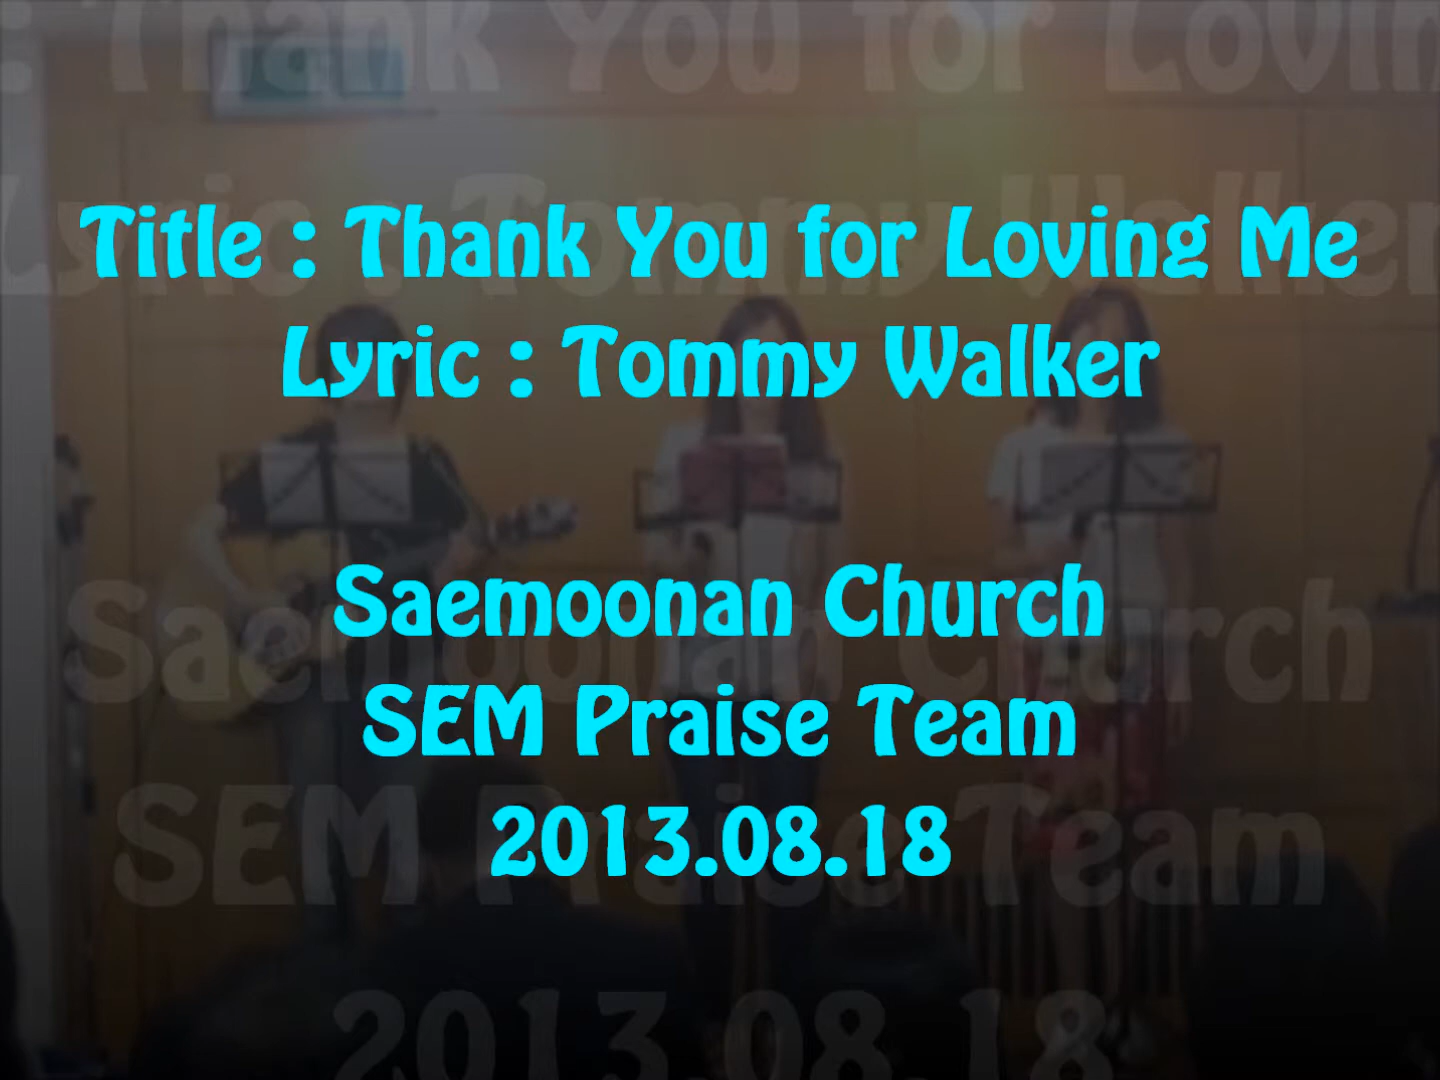 Title : Thank You for Loving Me
Lyric : Tommy Walker
Saemoonan Church
SEM Praise Team
2013.08.18